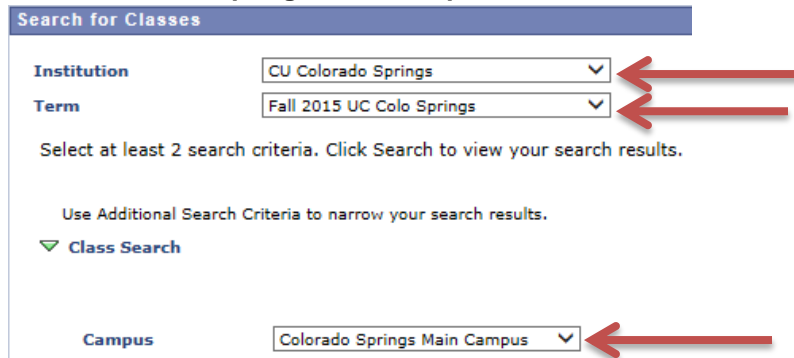 Search for Classes
Institution CU Colorado Springs
Term Fall 2015 UC Colo Springs
Select at least 2 search criteria. Click Search to view your search results.
Use Additional Search Criteria to narrow your search results.
Class Search
Campus Colorado Springs Main Campus